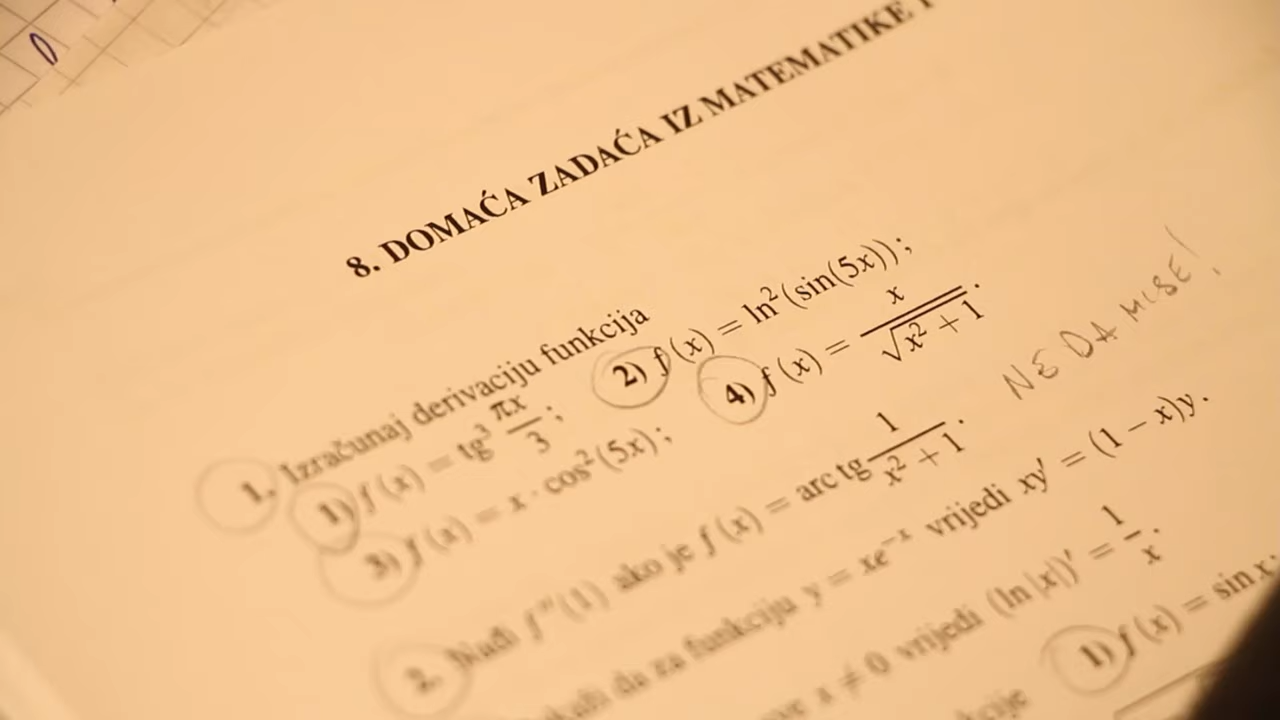 0
8. DOMAĆA ZADAĆA IZ MATEMATIKE
1. Izračunaj derivaciju funkcija
1) f(x) = tg³ πx/3; 2) f(x) = ln²(sin(5x));
3) f(x) = x · cos²(5x); 4) f(x) = x/√(x² + 1).
NE DA MI SE!
2. Nađi f''(1) ako je f(x) = arc tg 1/(x² + 1).
da za funkciju y = xe⁻ˣ vrijedi xy' = (1 − x)y.
x ≠ 0 vrijedi (ln |x|)' = 1/x.
1) f(x) = sin x;